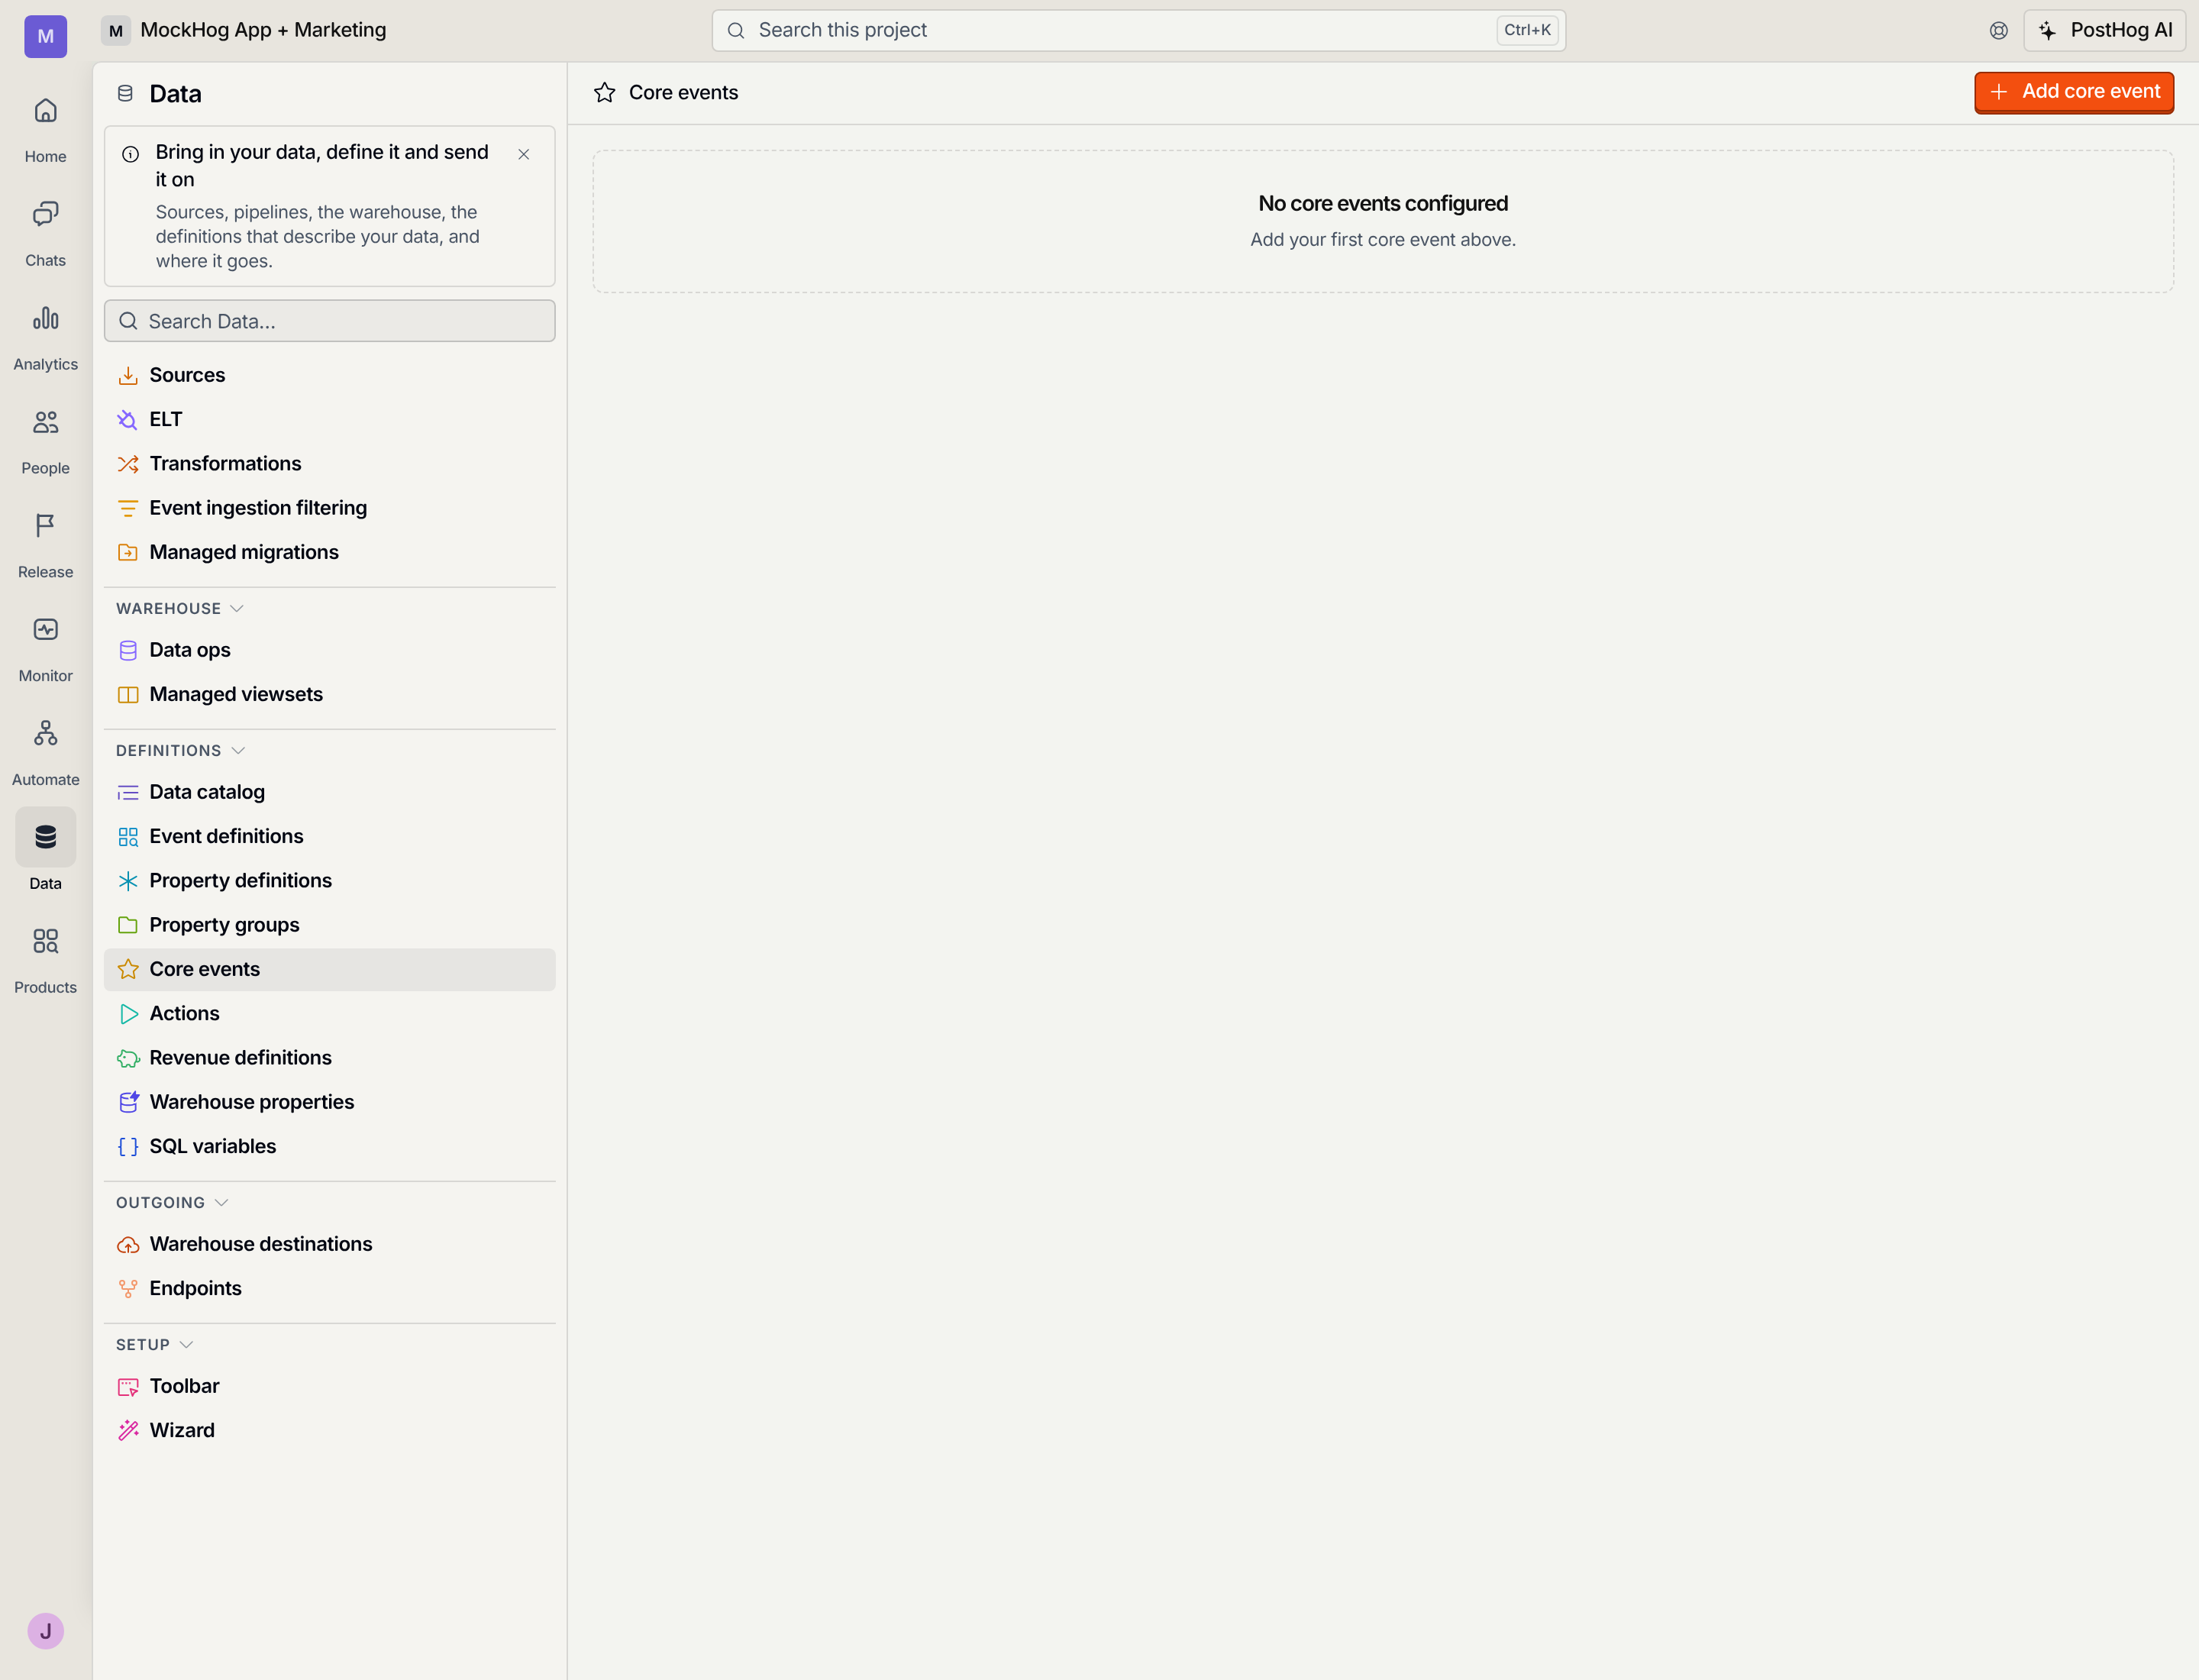 M
M MockHog App + Marketing
Search this project
Ctrl+K
PostHog AI
Home
Chats
Analytics
People
Release
Monitor
Automate
Data
Products
J
Data
Bring in your data, define it and send
it on
Sources, pipelines, the warehouse, the
definitions that describe your data, and
where it goes.
Search Data...
Sources
ELT
Transformations
Event ingestion filtering
Managed migrations
WAREHOUSE
Data ops
Managed viewsets
DEFINITIONS
Data catalog
Event definitions
Property definitions
Property groups
Core events
Actions
Revenue definitions
Warehouse properties
SQL variables
OUTGOING
Warehouse destinations
Endpoints
SETUP
Toolbar
Wizard
Core events
Add core event
No core events configured
Add your first core event above.